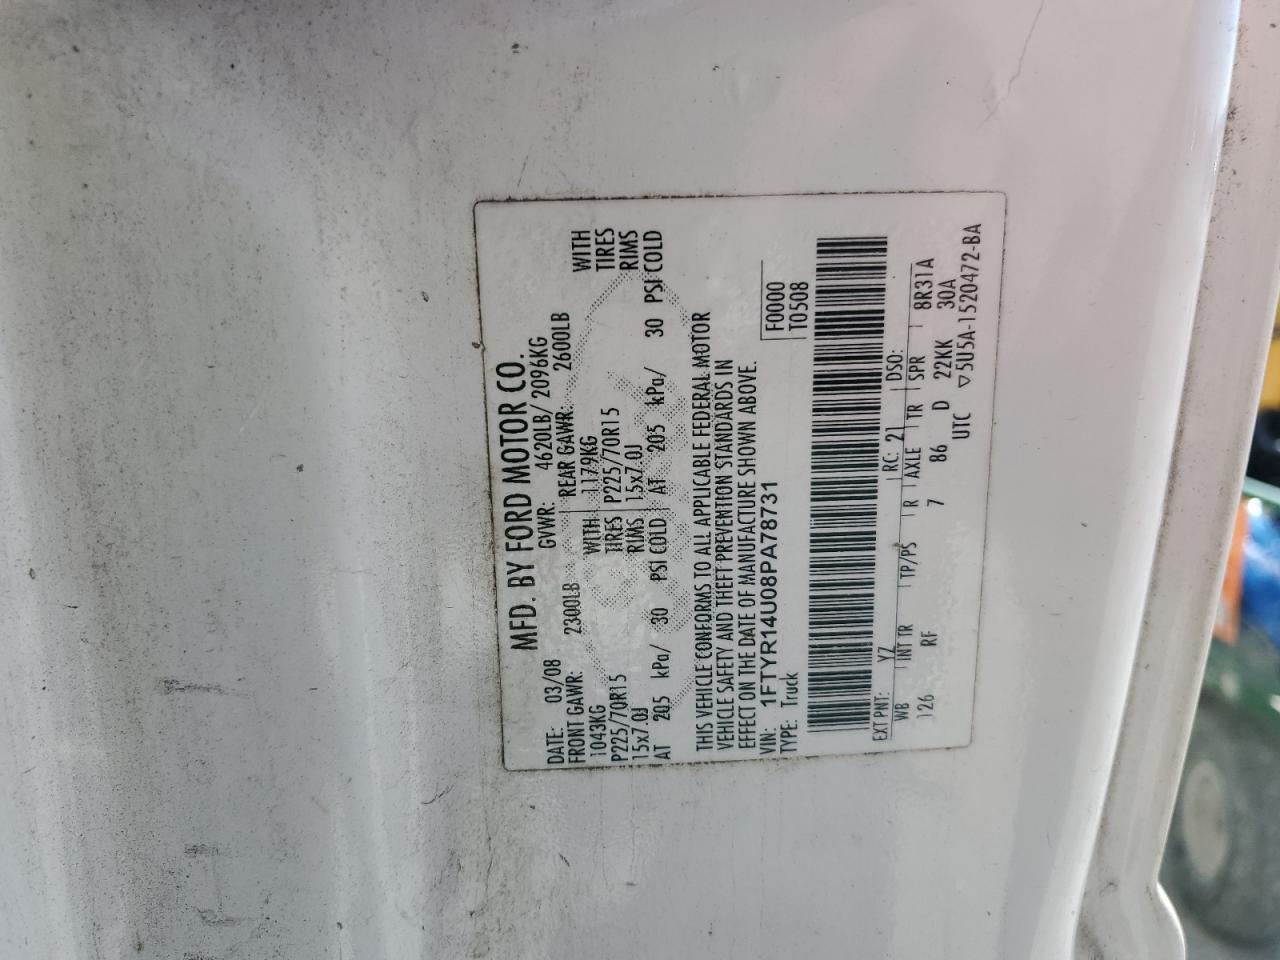 MFD. BY FORD MOTOR CO.
DATE: 03/08 GVWR: 4620LB/ 2096KG
FRONT GAWR: 2300LB REAR GAWR: 2600LB
1043KG WITH 1179KG WITH
P225/70R15 TIRES P225/70R15 TIRES
15x7.0J RIMS 15x7.0J RIMS
AT 205 kPa/ 30 PSI COLD AT 205 kPa/ 30 PSI COLD
THIS VEHICLE CONFORMS TO ALL APPLICABLE FEDERAL MOTOR
VEHICLE SAFETY AND THEFT PREVENTION STANDARDS IN
EFFECT ON THE DATE OF MANUFACTURE SHOWN ABOVE.
VIN: 1FTYR14U08PA78731 F0000
TYPE: Truck T0508
EXT PNT: YZ RC: 21 DSO:
WB INT TR TP/PS R AXLE TR SPR 8R31A
126 RF 7 86 D 22KK 30A
UTC ▽5U5A-1520472-BA